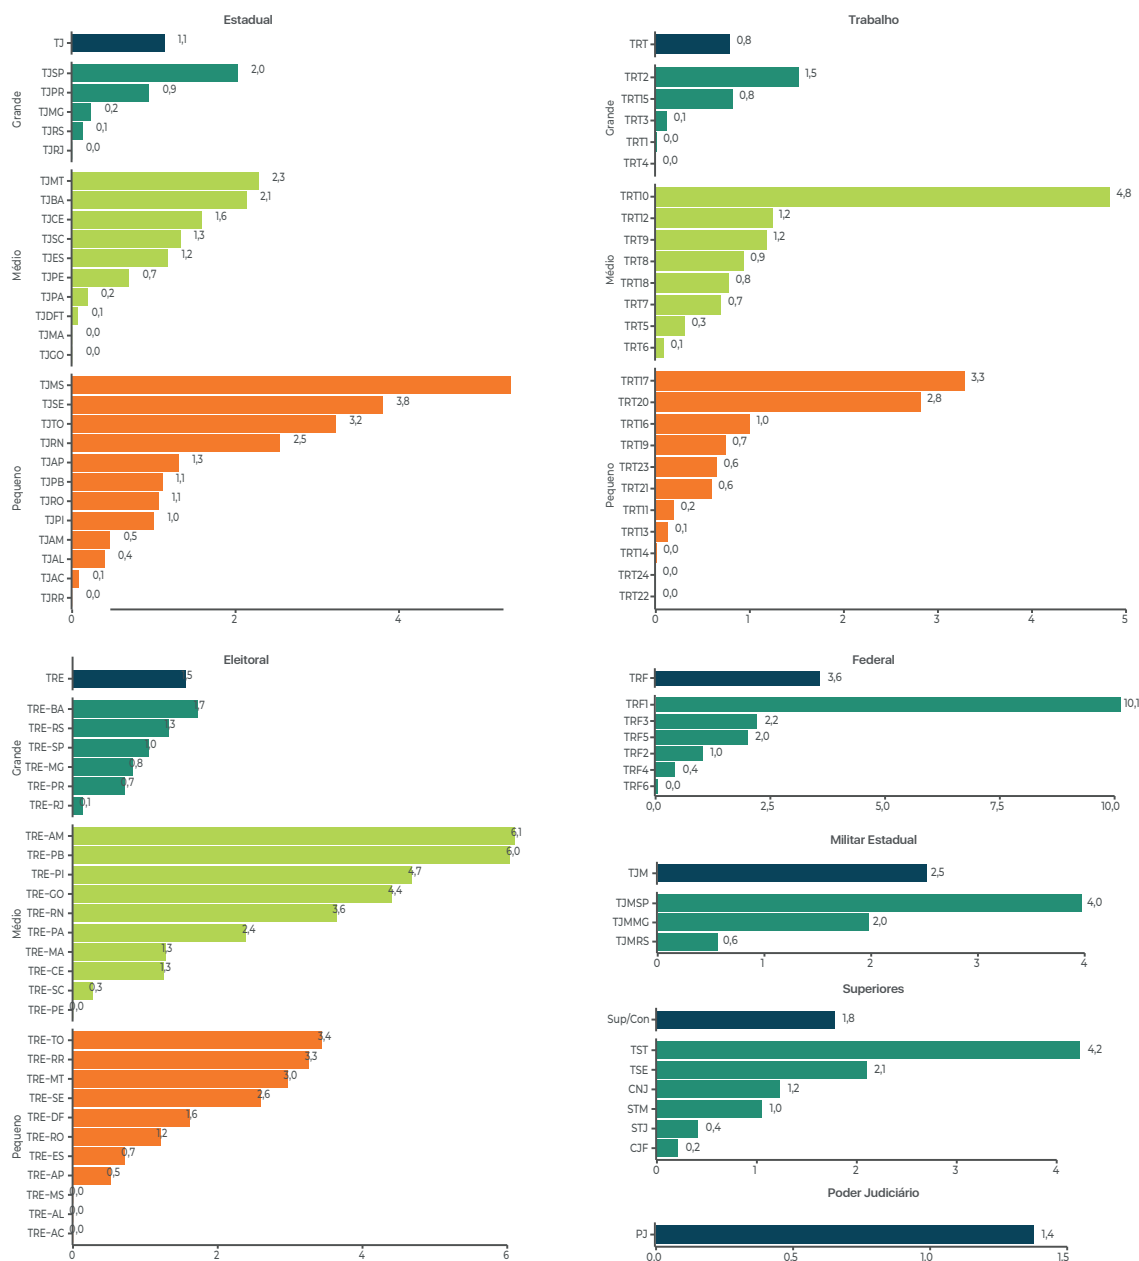 Estadual
TJ 1,1
Grande
TJSP 2,0
TJPR 0,9
TJMG 0,2
TJRS 0,1
TJRJ 0,0
Médio
TJMT 2,3
TJBA 2,1
TJCE 1,6
TJSC 1,3
TJES 1,2
TJPE 0,7
TJPA 0,2
TJDFT 0,1
TJMA 0,0
TJGO 0,0
Pequeno
TJMS
TJSE 3,8
TJTO 3,2
TJRN 2,5
TJAP 1,3
TJPB 1,1
TJRO 1,1
TJPI 1,0
TJAM 0,5
TJAL 0,4
TJAC 0,1
TJRR 0,0
0 2 4
Trabalho
TRT 0,8
Grande
TRT2 1,5
TRT15 0,8
TRT3 0,1
TRT1 0,0
TRT4 0,0
Médio
TRT10 4,8
TRT12 1,2
TRT9 1,2
TRT8 0,9
TRT18 0,8
TRT7 0,7
TRT5 0,3
TRT6 0,1
Pequeno
TRT17 3,3
TRT20 2,8
TRT16 1,0
TRT19 0,7
TRT23 0,6
TRT21 0,6
TRT11 0,2
TRT13 0,1
TRT14 0,0
TRT24 0,0
TRT22 0,0
0 1 2 3 4 5
Eleitoral
TRE ,5
Grande
TRE-BA 1,7
TRE-RS 1,3
TRE-SP 1,0
TRE-MG 0,8
TRE-PR 0,7
TRE-RJ 0,1
Médio
TRE-AM 6,1
TRE-PB 6,0
TRE-PI 4,7
TRE-GO 4,4
TRE-RN 3,6
TRE-PA 2,4
TRE-MA 1,3
TRE-CE 1,3
TRE-SC 0,3
TRE-PE 0,0
Pequeno
TRE-TO 3,4
TRE-RR 3,3
TRE-MT 3,0
TRE-SE 2,6
TRE-DF 1,6
TRE-RO 1,2
TRE-ES 0,7
TRE-AP 0,5
TRE-MS 0,0
TRE-AL 0,0
TRE-AC 0,0
0 2 4 6
Federal
TRF 3,6
TRF1 10,1
TRF3 2,2
TRF5 2,0
TRF2 1,0
TRF4 0,4
TRF6 0,0
0,0 2,5 5,0 7,5 10,0
Militar Estadual
TJM 2,5
TJMSP 4,0
TJMMG 2,0
TJMRS 0,6
0 1 2 3 4
Superiores
Sup/Con 1,8
TST 4,2
TSE 2,1
CNJ 1,2
STM 1,0
STJ 0,4
CJF 0,2
0 1 2 3 4
Poder Judiciário
PJ 1,4
0.0 0.5 1.0 1.5